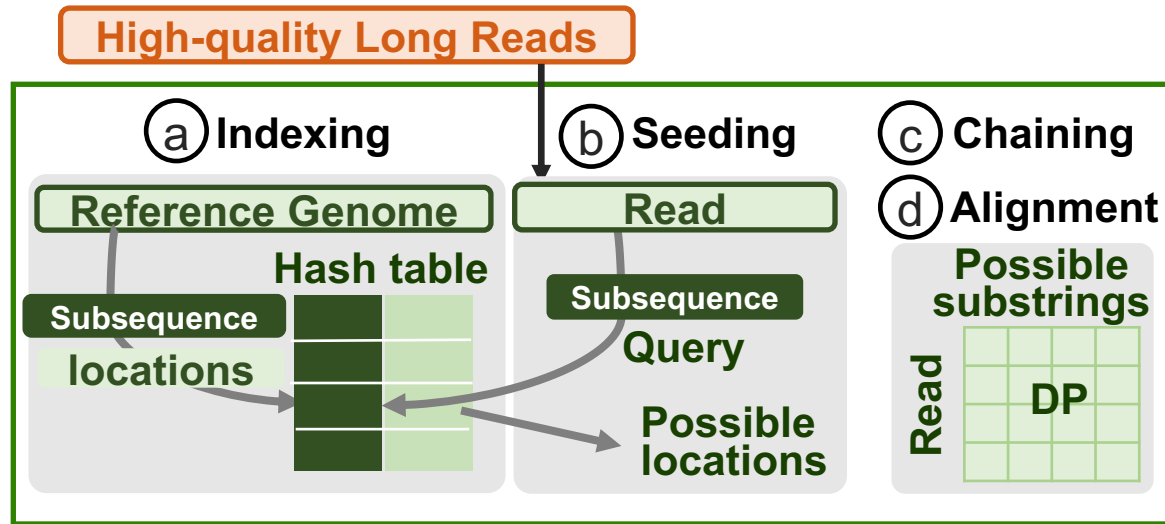 High-quality Long Reads
a Indexing
Reference Genome
Hash table
Subsequence
locations
b Seeding
Read
Subsequence
Query
Possible
locations
c Chaining
d Alignment
Possible
substrings
Read
DP